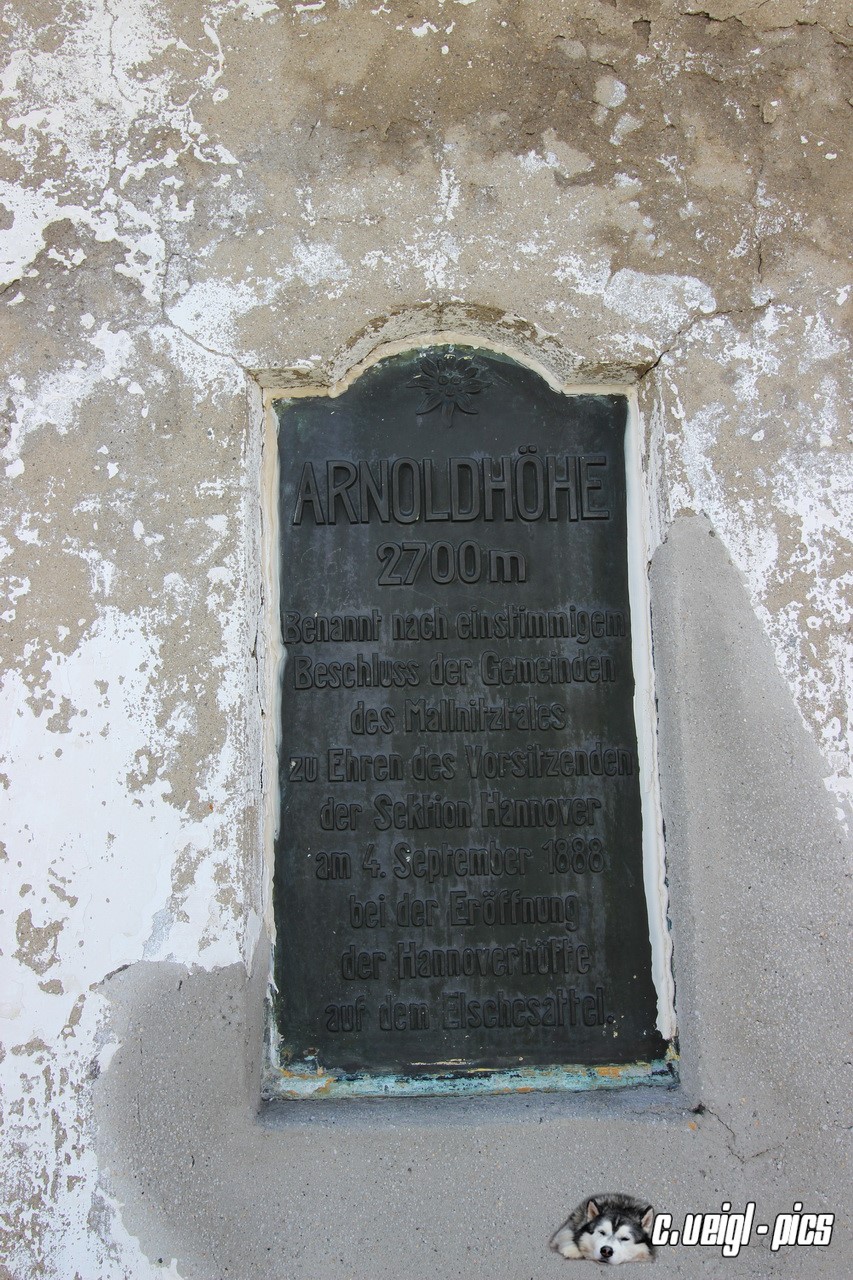 ARNOLDHÖHE
2700m
Benannt nach einstimmigem
Beschluss der Gemeinden
des Mallnitztales
zu Ehren des Vorsitzenden
der Sektion Hannover
am 4. September 1888
bei der Eröffnung
der Hannoverhütte
auf dem Elschesattel.
c.veigl - pics